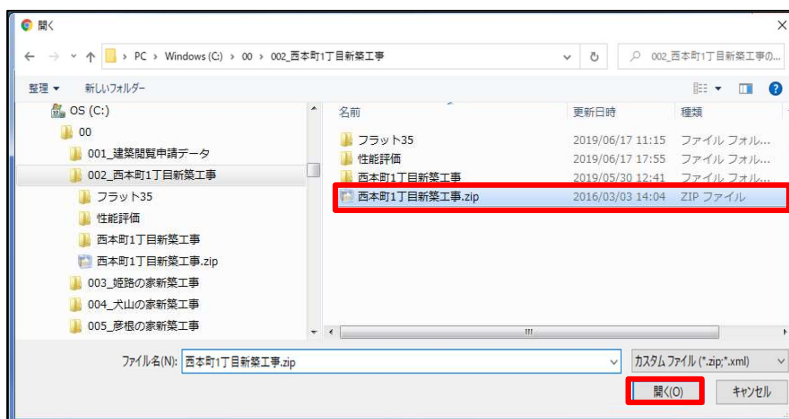 開く
PC › Windows (C:) › 00 › 002_西本町1丁目新築工事
002_西本町1丁目新築工事の...
整理 新しいフォルダー
OS (C:)
00
001_建築閲覧申請データ
002_西本町1丁目新築工事
フラット35
性能評価
西本町1丁目新築工事
西本町1丁目新築工事.zip
003_姫路の家新築工事
004_犬山の家新築工事
005_彦根の家新築工事
名前 更新日時 種類
フラット35 2019/06/17 11:15 ファイル フォル...
性能評価 2019/06/17 17:55 ファイル フォル...
西本町1丁目新築工事 2019/05/30 12:41 ファイル フォル...
西本町1丁目新築工事.zip 2016/03/03 14:04 ZIP ファイル
ファイル名(N): 西本町1丁目新築工事.zip
カスタム ファイル (*.zip;*.xml)
開く(O) キャンセル